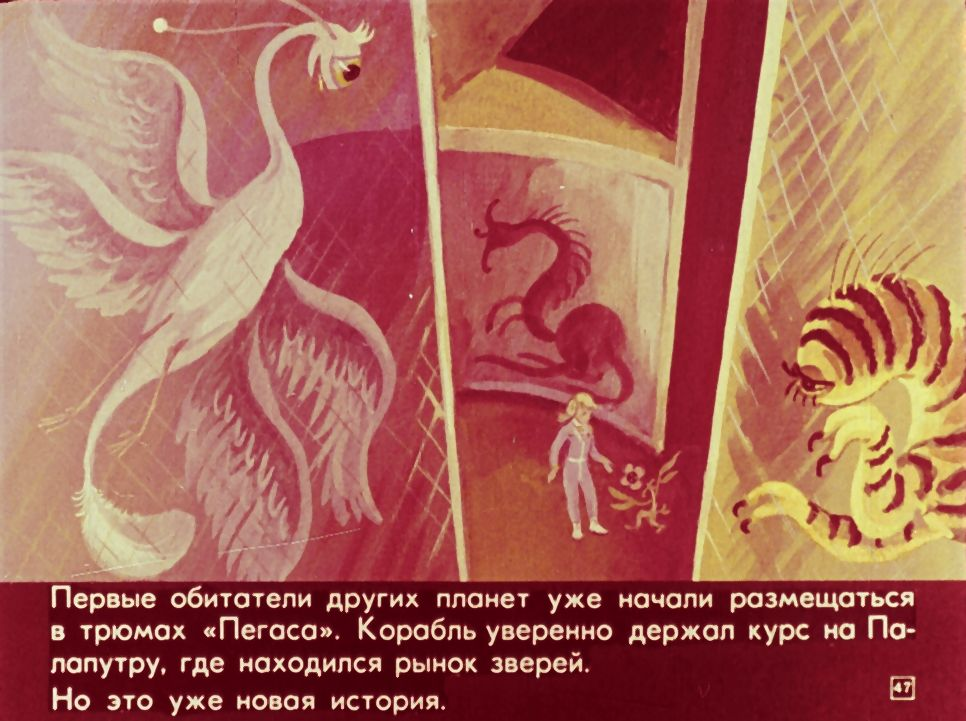 Первые обитатели других планет уже начали размещаться
в трюмах «Пегаса». Корабль уверенно держал курс на Па-
лапутру, где находился рынок зверей.
Но это уже новая история.
47